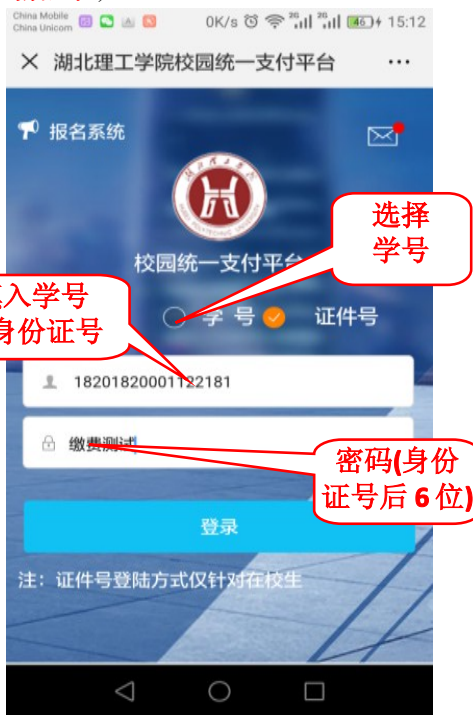 China Mobile
China Unicom
0K/s
2G
2G
46
15:12
× 湖北理工学院校园统一支付平台 ...
报名系统
校园统一支付平台
选择
学号
入学号
身份证号
学 号
证件号
18201820001122181
缴费测试
密码(身份
证号后 6 位)
登录
注：证件号登陆方式仅针对在校生